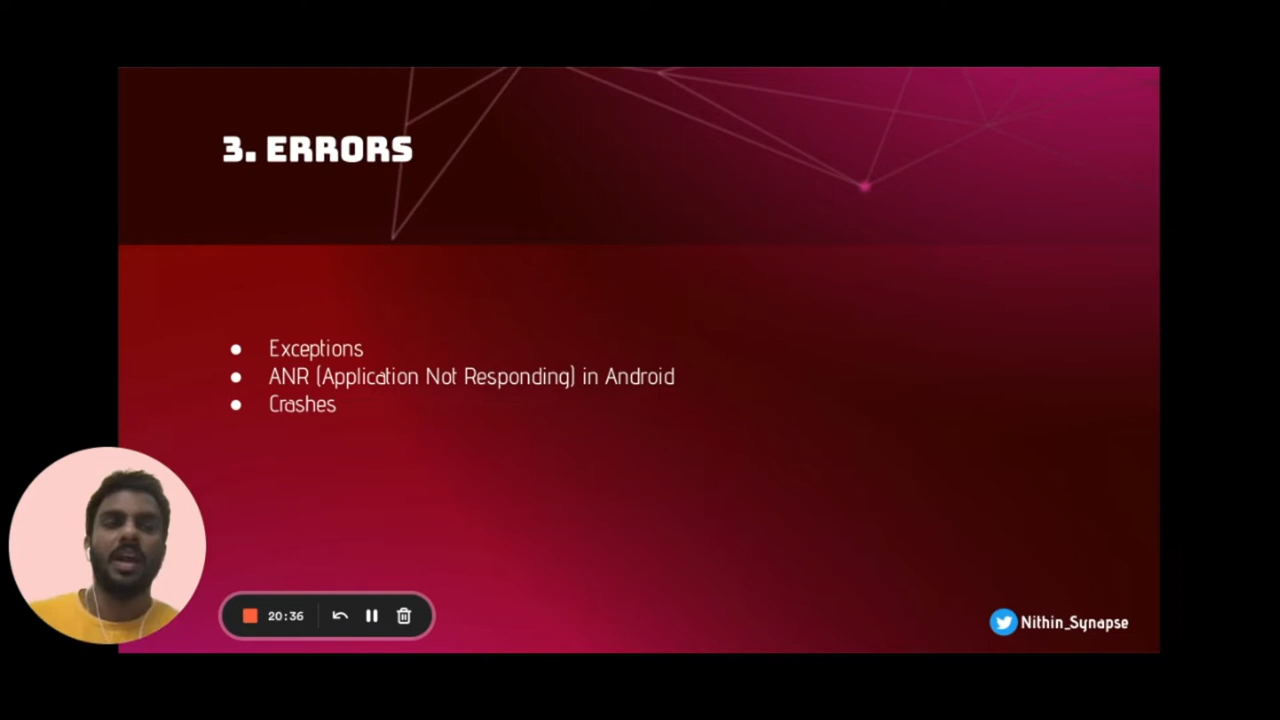 3. ERRORS
● Exceptions
● ANR (Application Not Responding) in Android
● Crashes
20:36
Nithin_Synapse